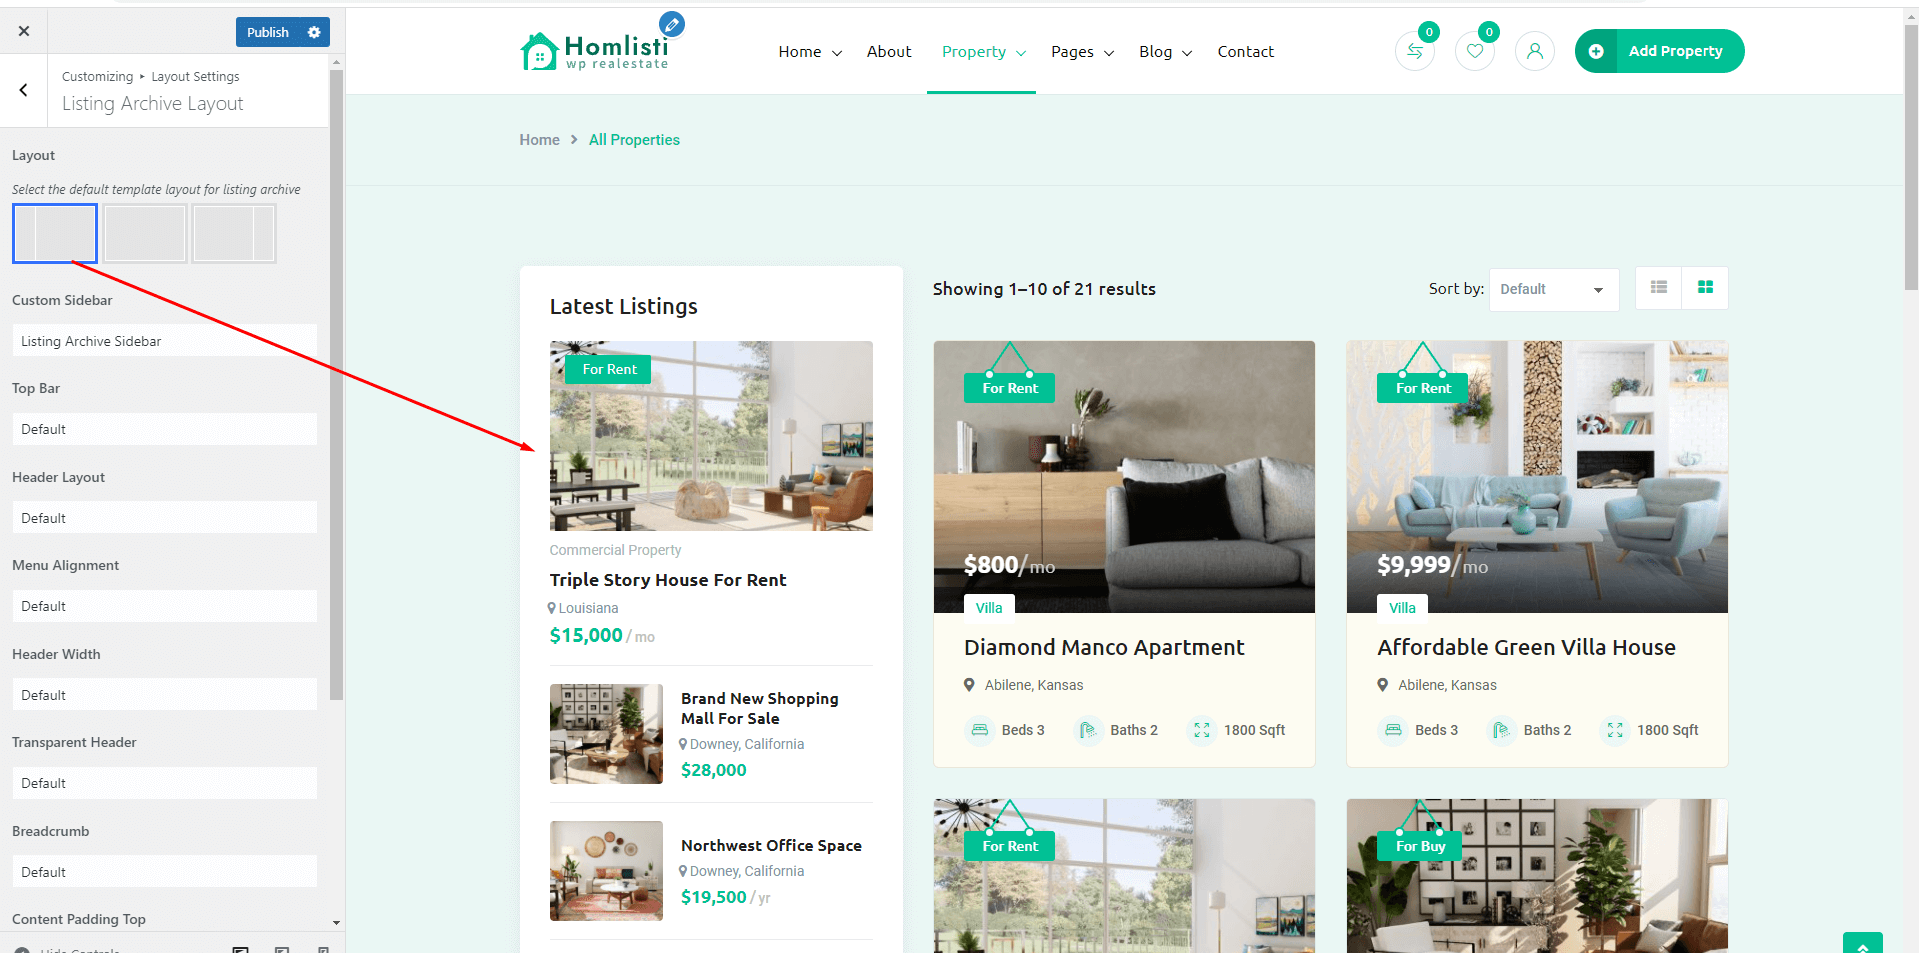 Publish
Customizing ▸ Layout Settings
Listing Archive Layout
Layout
Select the default template layout for listing archive
Custom Sidebar
Listing Archive Sidebar
Top Bar
Default
Header Layout
Default
Menu Alignment
Default
Header Width
Default
Transparent Header
Default
Breadcrumb
Default
Content Padding Top
Hide Controls
Homlisti
wp realestate
Home About Property Pages Blog Contact
0 0
Add Property
Home > All Properties
Latest Listings
For Rent
Commercial Property
Triple Story House For Rent
Louisiana
$15,000 / mo
Brand New Shopping
Mall For Sale
Downey, California
$28,000
Northwest Office Space
Downey, California
$19,500 / yr
Showing 1–10 of 21 results
Sort by: Default
For Rent
$800/mo
Villa
Diamond Manco Apartment
Abilene, Kansas
Beds 3 Baths 2 1800 Sqft
For Rent
$9,999/mo
Villa
Affordable Green Villa House
Abilene, Kansas
Beds 3 Baths 2 1800 Sqft
For Rent
For Buy